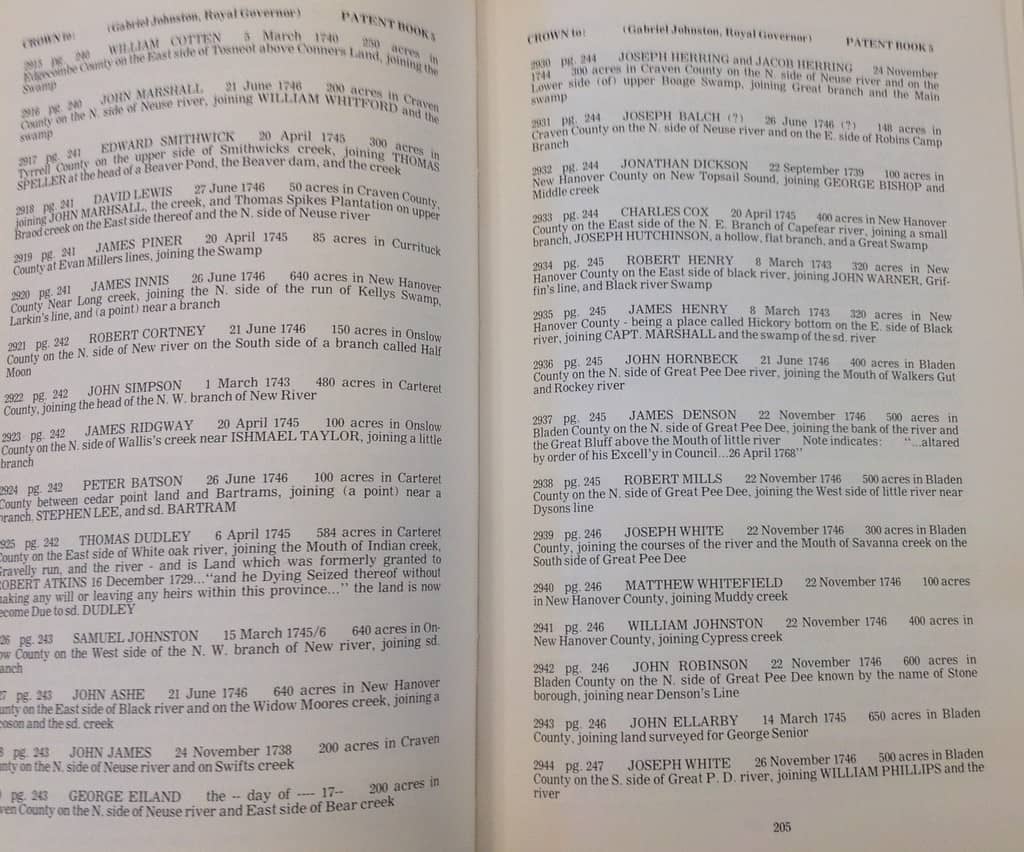 CROWN to: (Gabriel Johnston, Royal Governor) PATENT BOOK 5
2915 pg. 240 WILLIAM COTTEN 5 March 1740 250 acres in
Edgecombe County on the East side of Tosneot above Conners Land, joining the
Swamp
2916 pg. 240 JOHN MARSHALL 21 June 1746 200 acres in Craven
County on the N. side of Neuse river, joining WILLIAM WHITFORD and the
swamp
2917 pg. 241 EDWARD SMITHWICK 20 April 1745 300 acres in
Tyrrell County on the upper side of Smithwicks creek, joining THOMAS
SPELLER at the head of a Beaver Pond, the Beaver dam, and the creek
2918 pg. 241 DAVID LEWIS 27 June 1746 50 acres in Craven County,
joining JOHN MARHSALL, the creek, and Thomas Spikes Plantation on upper
Braod creek on the East side thereof and the N. side of Neuse river
2919 pg. 241 JAMES PINER 20 April 1745 85 acres in Currituck
County at Evan Millers lines, joining the Swamp
2920 pg. 241 JAMES INNIS 26 June 1746 640 acres in New Hanover
County Near Long creek, joining the N. side of the run of Kellys Swamp,
Larkin's line, and (a point) near a branch
2921 pg. 242 ROBERT CORTNEY 21 June 1746 150 acres in Onslow
County on the N. side of New river on the South side of a branch called Half
Moon
2922 pg. 242 JOHN SIMPSON 1 March 1743 480 acres in Carteret
County, joining the head of the N. W. branch of New River
2923 pg. 242 JAMES RIDGWAY 20 April 1745 100 acres in Onslow
County on the N. side of Wallis's creek near ISHMAEL TAYLOR, joining a little
branch
2924 pg. 242 PETER BATSON 26 June 1746 100 acres in Carteret
County between cedar point land and Bartrams, joining (a point) near a
ranch, STEPHEN LEE, and sd. BARTRAM
925 pg. 242 THOMAS DUDLEY 6 April 1745 584 acres in Carteret
ounty on the East side of White oak river, joining the Mouth of Indian creek,
ravelly run, and the river - and is Land which was formerly granted to
OBERT ATKINS 16 December 1729..."and he Dying Seized thereof without
aking any will or leaving any heirs within this province..." the land is now
ecome Due to sd. DUDLEY
26 pg. 243 SAMUEL JOHNSTON 15 March 1745/6 640 acres in On-
ow County on the West side of the N. W. branch of New river, joining sd.
anch
7 pg. 243 JOHN ASHE 21 June 1746 640 acres in New Hanover
unty on the East side of Black river and on the Widow Moores creek, joining a
oson and the sd. creek
pg. 243 JOHN JAMES 24 November 1738 200 acres in Craven
nty on the N. side of Neuse river and on Swifts creek
pg. 243 GEORGE EILAND the -- day of ---- 17-- 200 acres in
ven County on the N. side of Neuse river and East side of Bear creek
CROWN to: (Gabriel Johnston, Royal Governor) PATENT BOOK 5
2930 pg. 244 JOSEPH HERRING and JACOB HERRING 24 November
1744 300 acres in Craven County on the N. side of Neuse river and on the
Lower side (of) upper Boage Swamp, joining Great branch and the Main
swamp
2931 pg. 244 JOSEPH BALCH (?) 26 June 1746 (?) 148 acres in
Craven County on the N. side of Neuse river and on the E. side of Robins Camp
Branch
2932 pg. 244 JONATHAN DICKSON 22 September 1739 100 acres in
New Hanover County on New Topsail Sound, joining GEORGE BISHOP and
Middle creek
2933 pg. 244 CHARLES COX 20 April 1745 400 acres in New Hanover
County on the East side of the N. E. Branch of Capefear river, joining a small
branch, JOSEPH HUTCHINSON, a hollow, flat branch, and a Great Swamp
2934 pg. 245 ROBERT HENRY 8 March 1743 320 acres in New
Hanover County on the East side of black river, joining JOHN WARNER, Grif-
fin's line, and Black river Swamp
2935 pg. 245 JAMES HENRY 8 March 1743 320 acres in New
Hanover County - being a place called Hickory bottom on the E. side of Black
river, joining CAPT. MARSHALL and the swamp of the sd. river
2936 pg. 245 JOHN HORNBECK 21 June 1746 400 acres in Bladen
County on the N. side of Great Pee Dee river, joining the Mouth of Walkers Gut
and Rockey river
2937 pg. 245 JAMES DENSON 22 November 1746 500 acres in
Bladen County on the N. side of Great Pee Dee, joining the bank of the river and
the Great Bluff above the Mouth of little river Note indicates: "...altared
by order of his Excell'y in Council...26 April 1768"
2938 pg. 245 ROBERT MILLS 22 November 1746 500 acres in Bladen
County on the N. side of Great Pee Dee, joining the West side of little river near
Dysons line
2939 pg. 246 JOSEPH WHITE 22 November 1746 300 acres in Bladen
County, joining the courses of the river and the Mouth of Savanna creek on the
South side of Great Pee Dee
2940 pg. 246 MATTHEW WHITEFIELD 22 November 1746 100 acres
in New Hanover County, joining Muddy creek
2941 pg. 246 WILLIAM JOHNSTON 22 November 1746 400 acres in
New Hanover County, joining Cypress creek
2942 pg. 246 JOHN ROBINSON 22 November 1746 600 acres in
Bladen County on the N. side of Great Pee Dee known by the name of Stone
borough, joining near Denson's Line
2943 pg. 246 JOHN ELLARBY 14 March 1745 650 acres in Bladen
County, joining land surveyed for George Senior
2944 pg. 247 JOSEPH WHITE 26 November 1746 500 acres in Bladen
County on the S. side of Great P. D. river, joining WILLIAM PHILLIPS and the
river
205